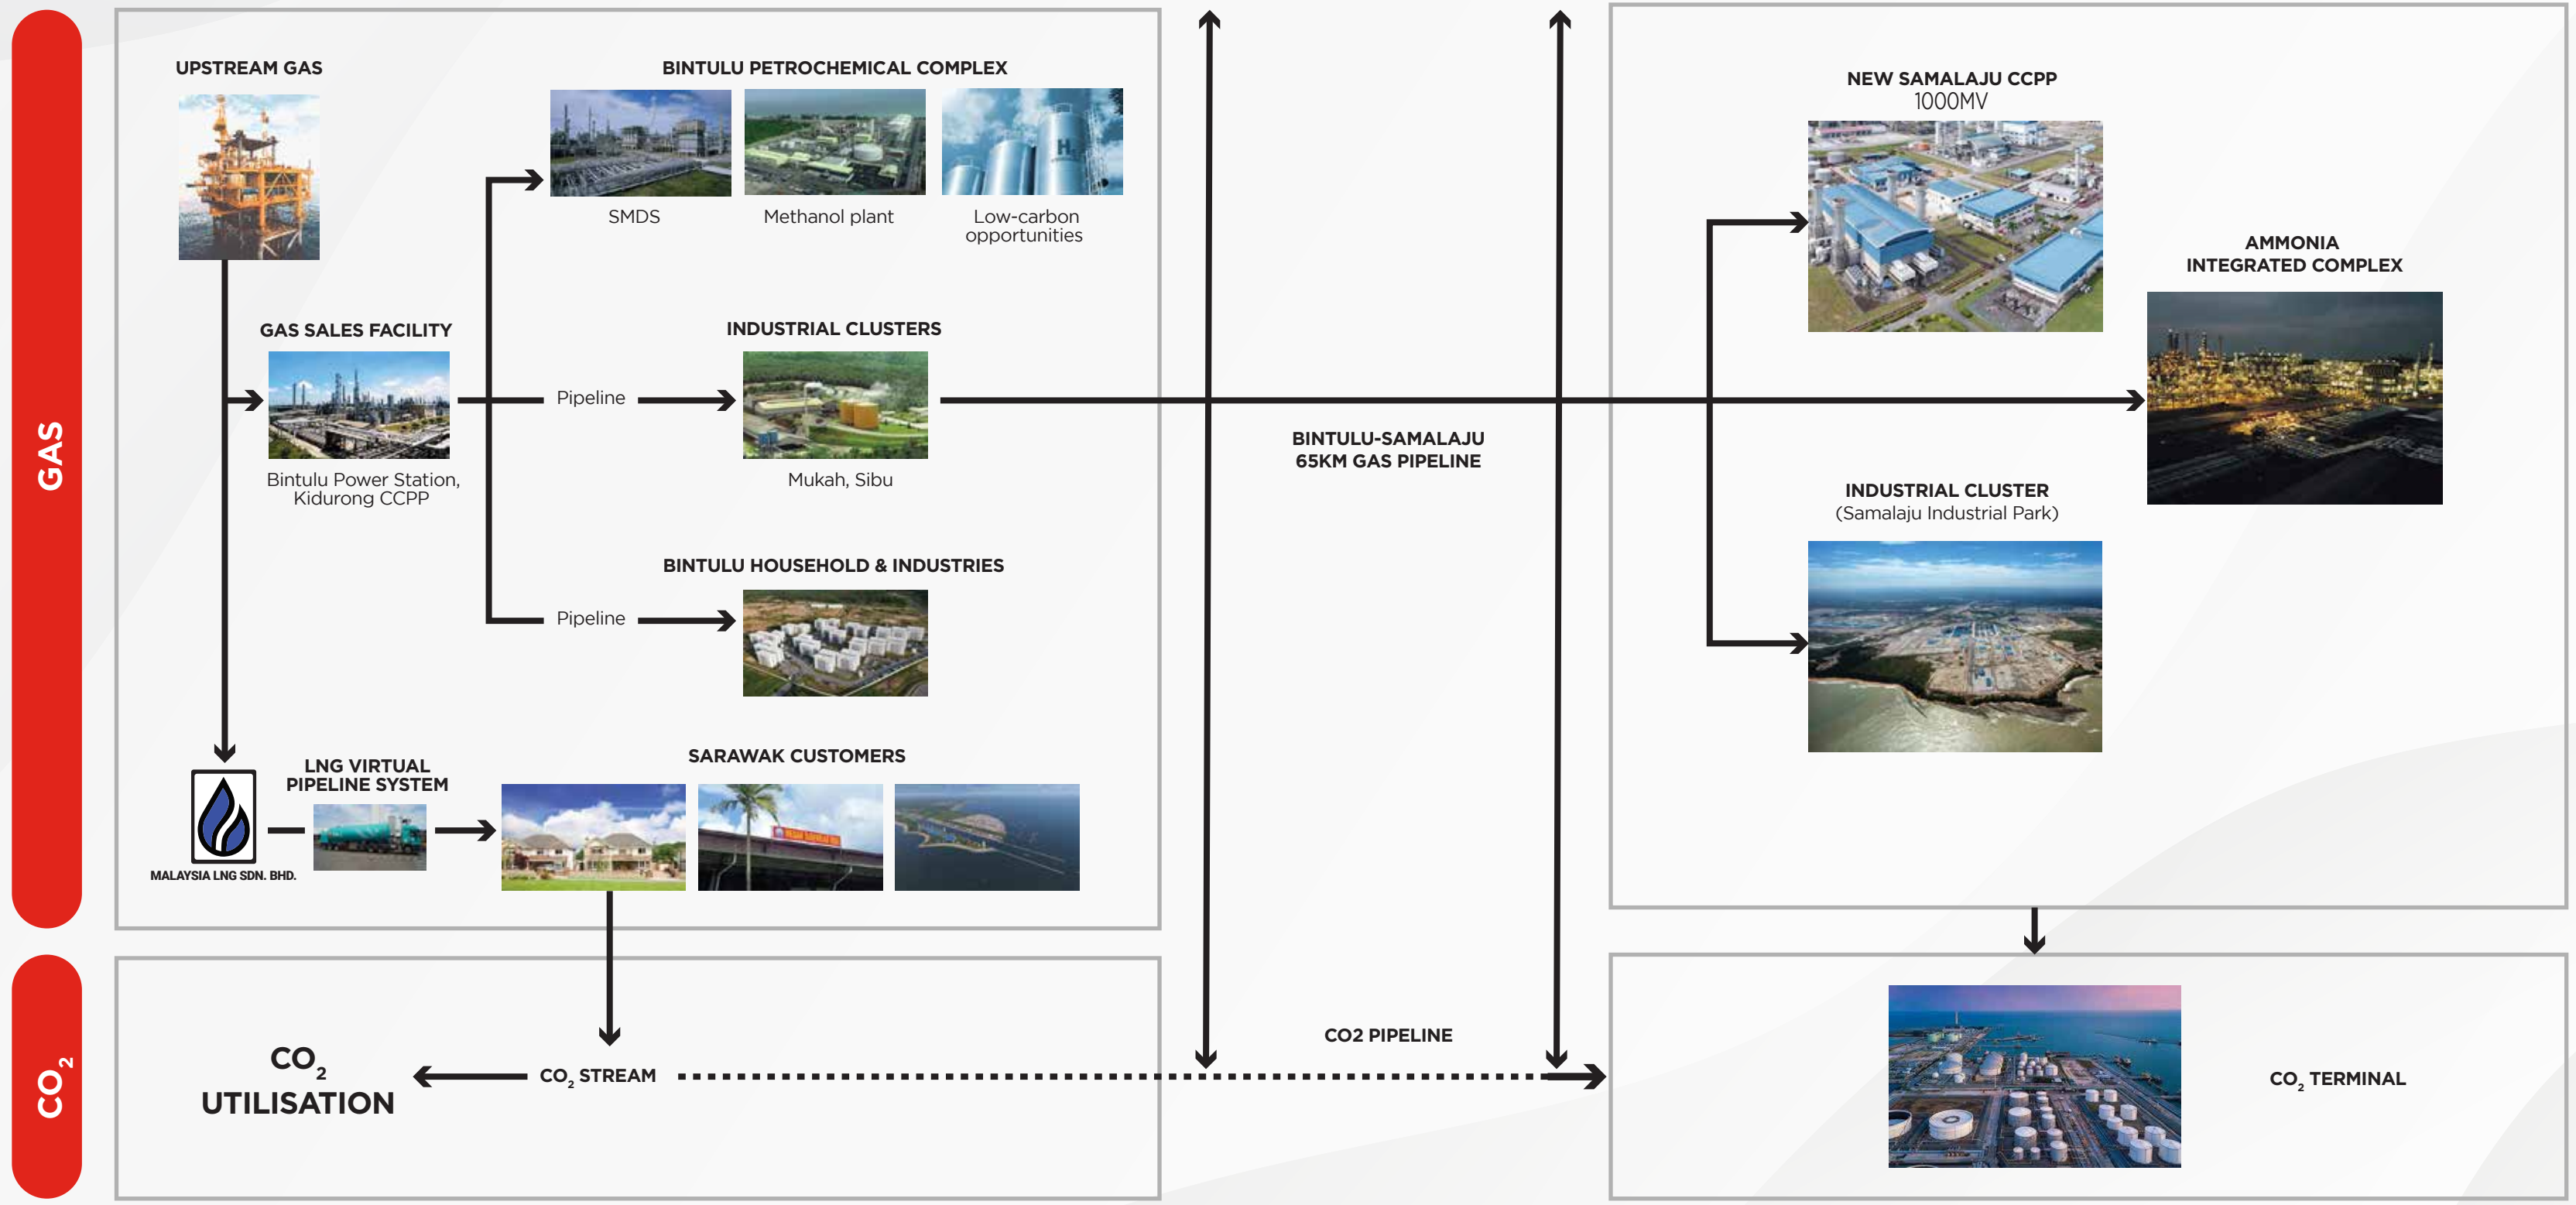 GAS
UPSTREAM GAS
BINTULU PETROCHEMICAL COMPLEX
SMDS
Methanol plant
Low-carbon
opportunities
GAS SALES FACILITY
Bintulu Power Station,
Kidurong CCPP
Pipeline
INDUSTRIAL CLUSTERS
Mukah, Sibu
Pipeline
BINTULU HOUSEHOLD & INDUSTRIES
MALAYSIA LNG SDN. BHD.
LNG VIRTUAL
PIPELINE SYSTEM
SARAWAK CUSTOMERS
BINTULU-SAMALAJU
65KM GAS PIPELINE
NEW SAMALAJU CCPP
1000MV
AMMONIA
INTEGRATED COMPLEX
INDUSTRIAL CLUSTER
(Samalaju Industrial Park)
CO₂
CO₂
UTILISATION
CO₂ STREAM
CO2 PIPELINE
CO₂ TERMINAL